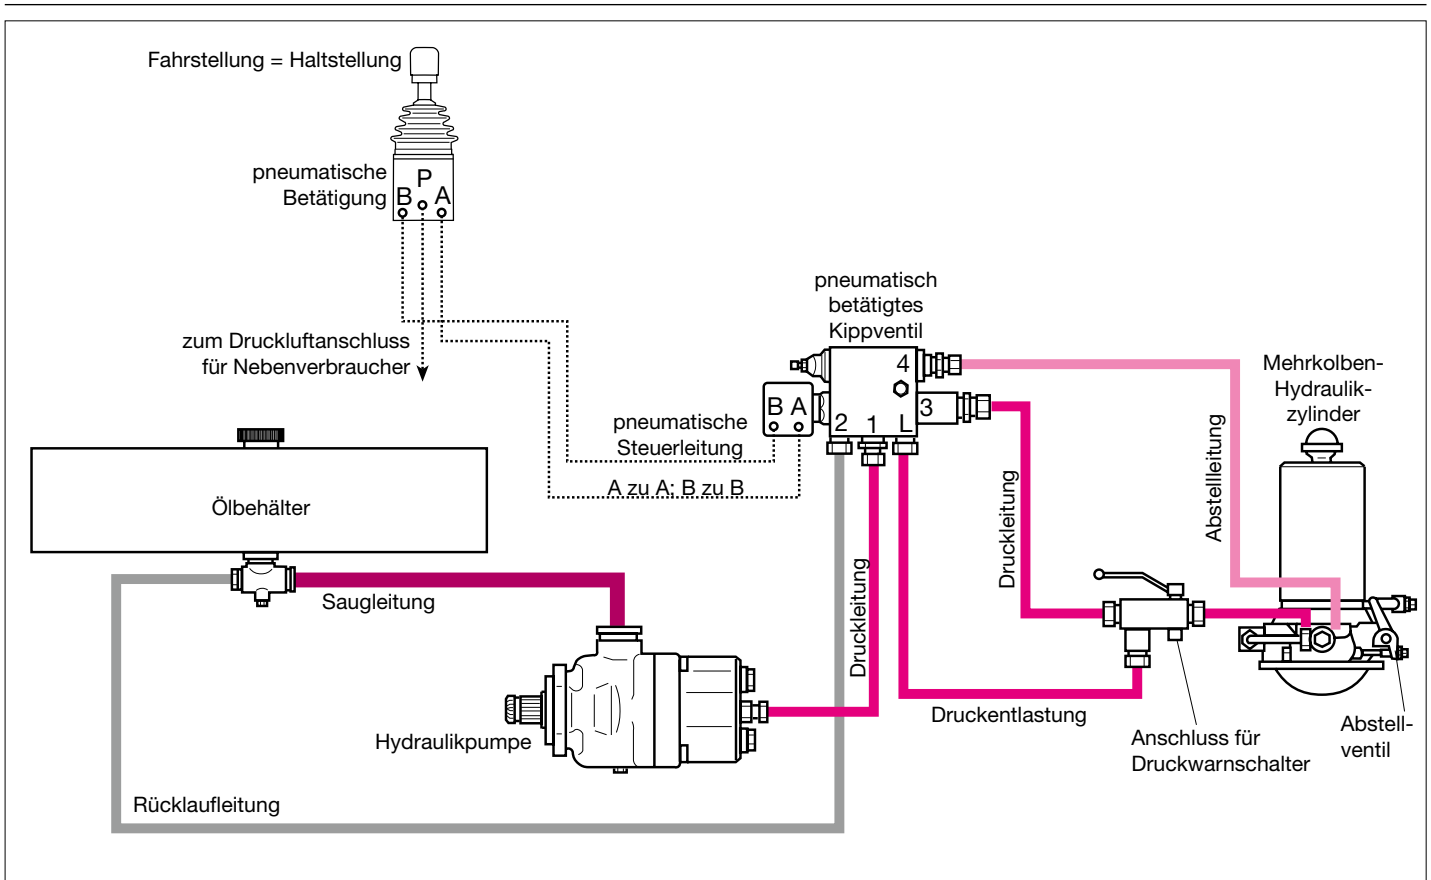 Fahrstellung = Haltstellung
pneumatische
Betätigung
P
B
A
zum Druckluftanschluss
für Nebenverbraucher
pneumatisch
betätigtes
Kippventil
4
B A
3
2
1
L
pneumatische
Steuerleitung
A zu A; B zu B
Mehrkolben-
Hydraulik-
zylinder
Abstellleitung
Druckleitung
Druckleitung
Ölbehälter
Saugleitung
Hydraulikpumpe
Druckentlastung
Anschluss für
Druckwarnschalter
Abstell-
ventil
Rücklaufleitung